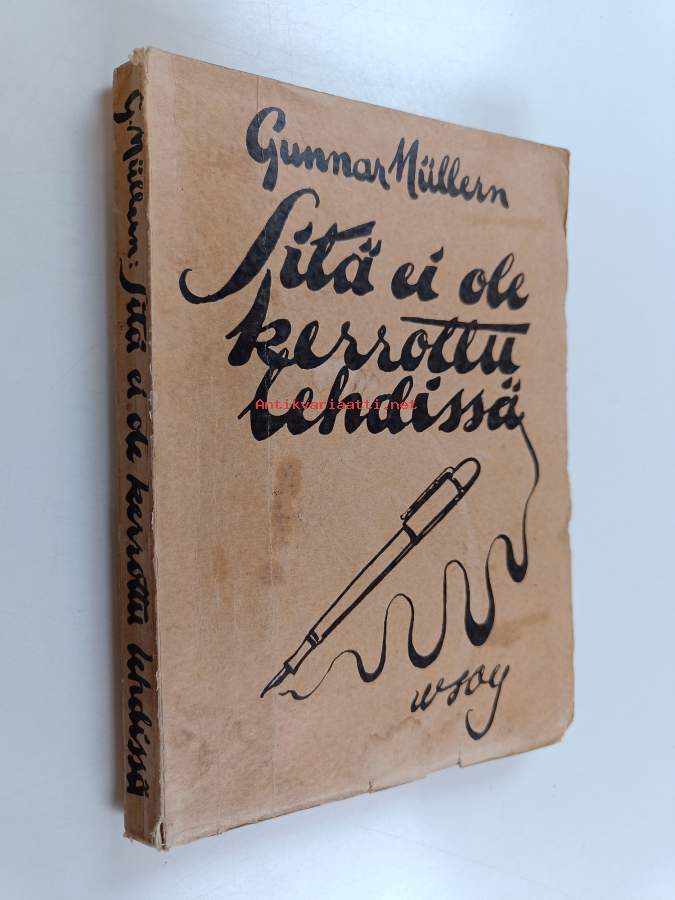 G. Müllern: Sitä ei ole kerrottu lehdissä
Gunnar Müllern
Sitä ei ole
kerrottu
lehdissä
Antikvariaatti.net
wsoy